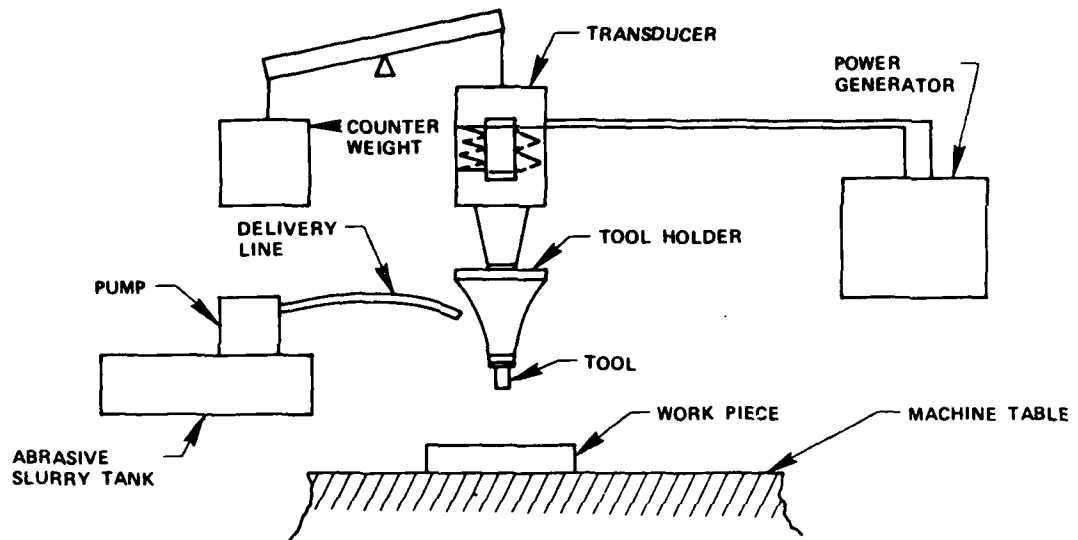 TRANSDUCER
POWER
GENERATOR
COUNTER
WEIGHT
DELIVERY
LINE
TOOL HOLDER
PUMP
TOOL
WORK PIECE
MACHINE TABLE
ABRASIVE
SLURRY TANK